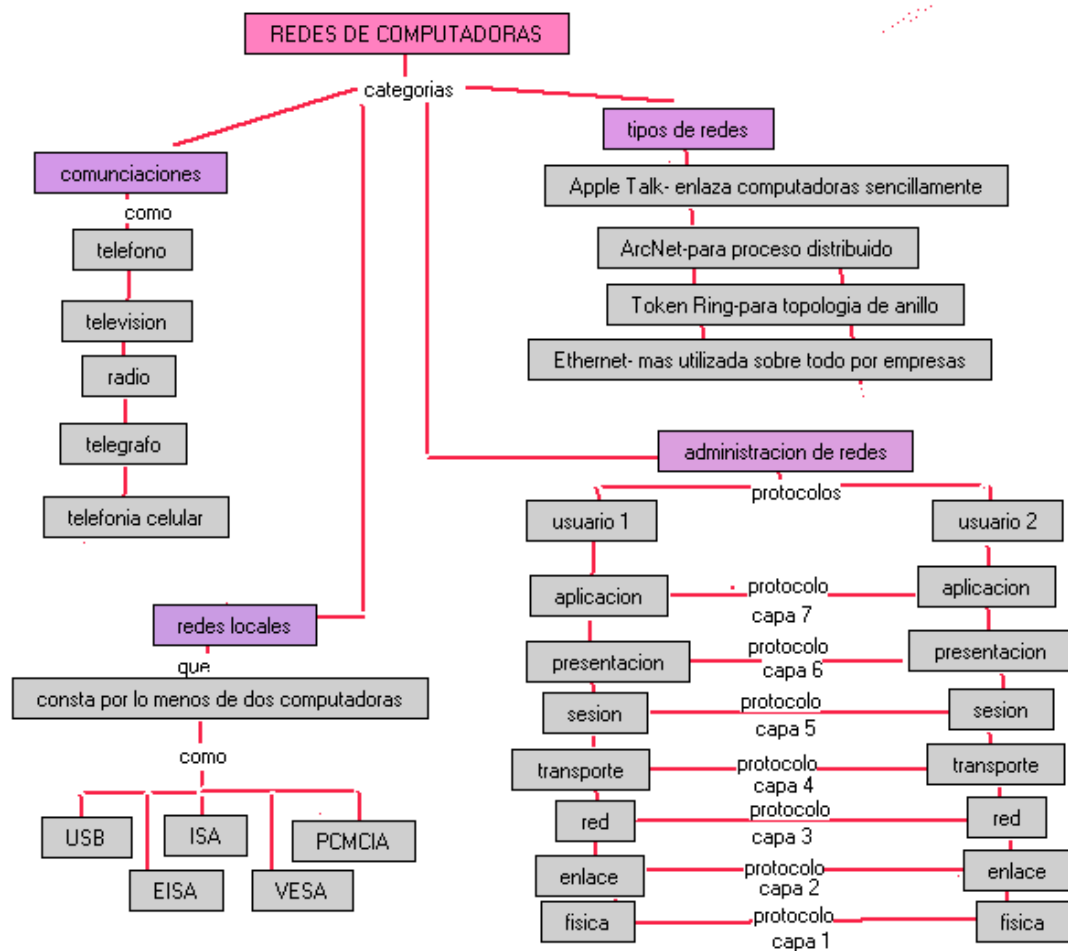 REDES DE COMPUTADORAS
categorias
comunciaciones
como
telefono
television
radio
telegrafo
telefonia celular
tipos de redes
Apple Talk- enlaza computadoras sencillamente
ArcNet-para proceso distribuido
Token Ring-para topologia de anillo
Ethernet- mas utilizada sobre todo por empresas
redes locales
que
consta por lo menos de dos computadoras
como
USB
ISA
PCMCIA
EISA
VESA
administracion de redes
protocolos
usuario 1
usuario 2
aplicacion
protocolo
capa 7
aplicacion
presentacion
protocolo
capa 6
presentacion
sesion
protocolo
capa 5
sesion
transporte
protocolo
capa 4
transporte
red
protocolo
capa 3
red
enlace
protocolo
capa 2
enlace
fisica
protocolo
capa 1
fisica